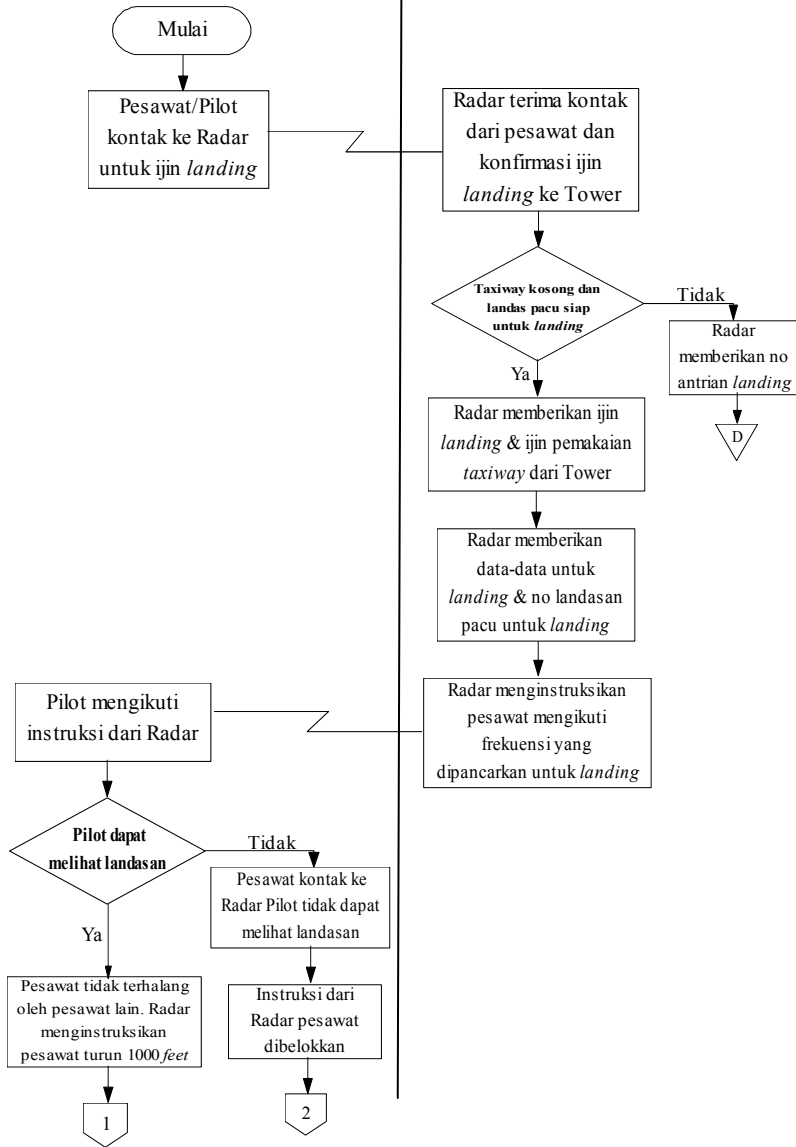 Mulai
Pesawat/Pilot
kontak ke Radar
untuk ijin landing
Radar terima kontak
dari pesawat dan
konfirmasi ijin
landing ke Tower
Taxiway kosong dan
landas pacu siap
untuk landing
Tidak
Radar
memberikan no
antrian landing
D
Ya
Radar memberikan ijin
landing & ijin pemakaian
taxiway dari Tower
Radar memberikan
data-data untuk
landing & no landasan
pacu untuk landing
Radar menginstruksikan
pesawat mengikuti
frekuensi yang
dipancarkan untuk landing
Pilot mengikuti
instruksi dari Radar
Pilot dapat
melihat landasan
Tidak
Pesawat kontak ke
Radar Pilot tidak dapat
melihat landasan
Instruksi dari
Radar pesawat
dibelokkan
2
Ya
Pesawat tidak terhalang
oleh pesawat lain. Radar
menginstruksikan
pesawat turun 1000 feet
1